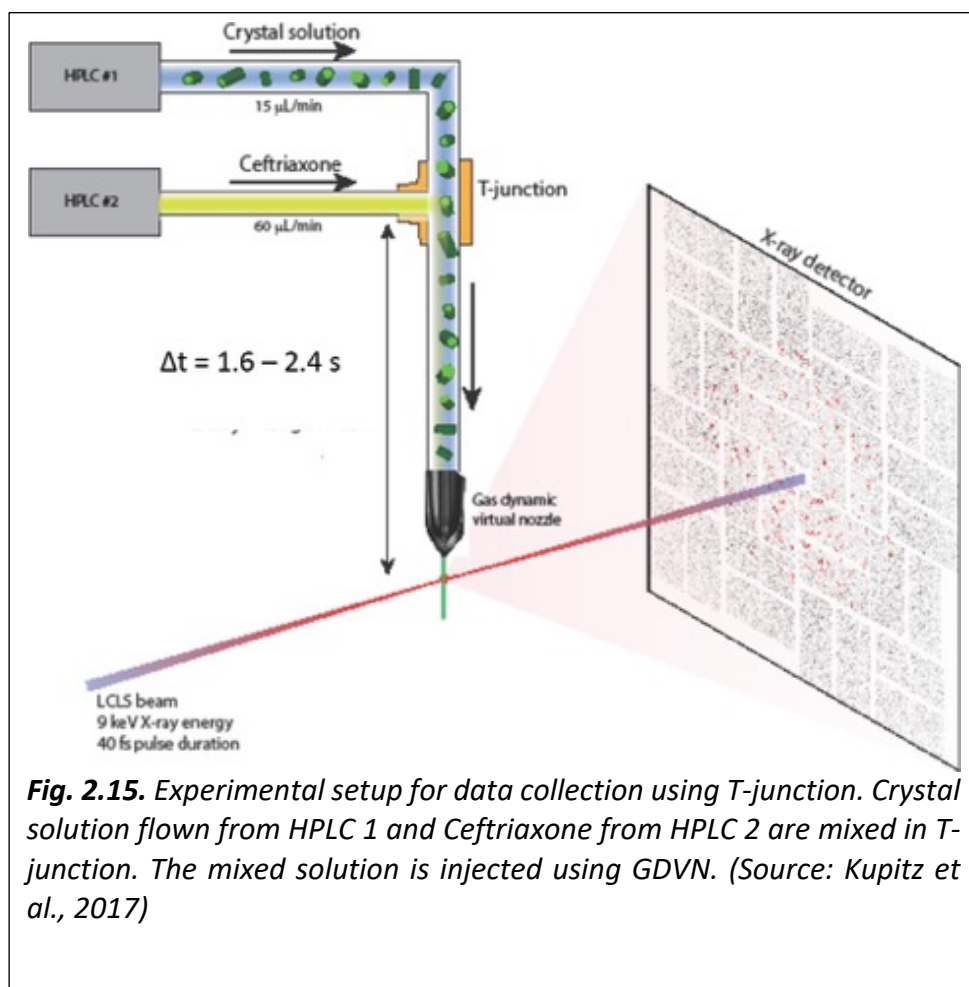 Crystal solution
HPLC #1
15 µL/min
Ceftriaxone
HPLC #2
60 µL/min
T-junction
X-ray detector
Δt = 1.6 – 2.4 s
Gas dynamic
virtual nozzle
LCLS beam
9 keV X-ray energy
40 fs pulse duration
Fig. 2.15. Experimental setup for data collection using T-junction. Crystal
solution flown from HPLC 1 and Ceftriaxone from HPLC 2 are mixed in T-
junction. The mixed solution is injected using GDVN. (Source: Kupitz et
al., 2017)